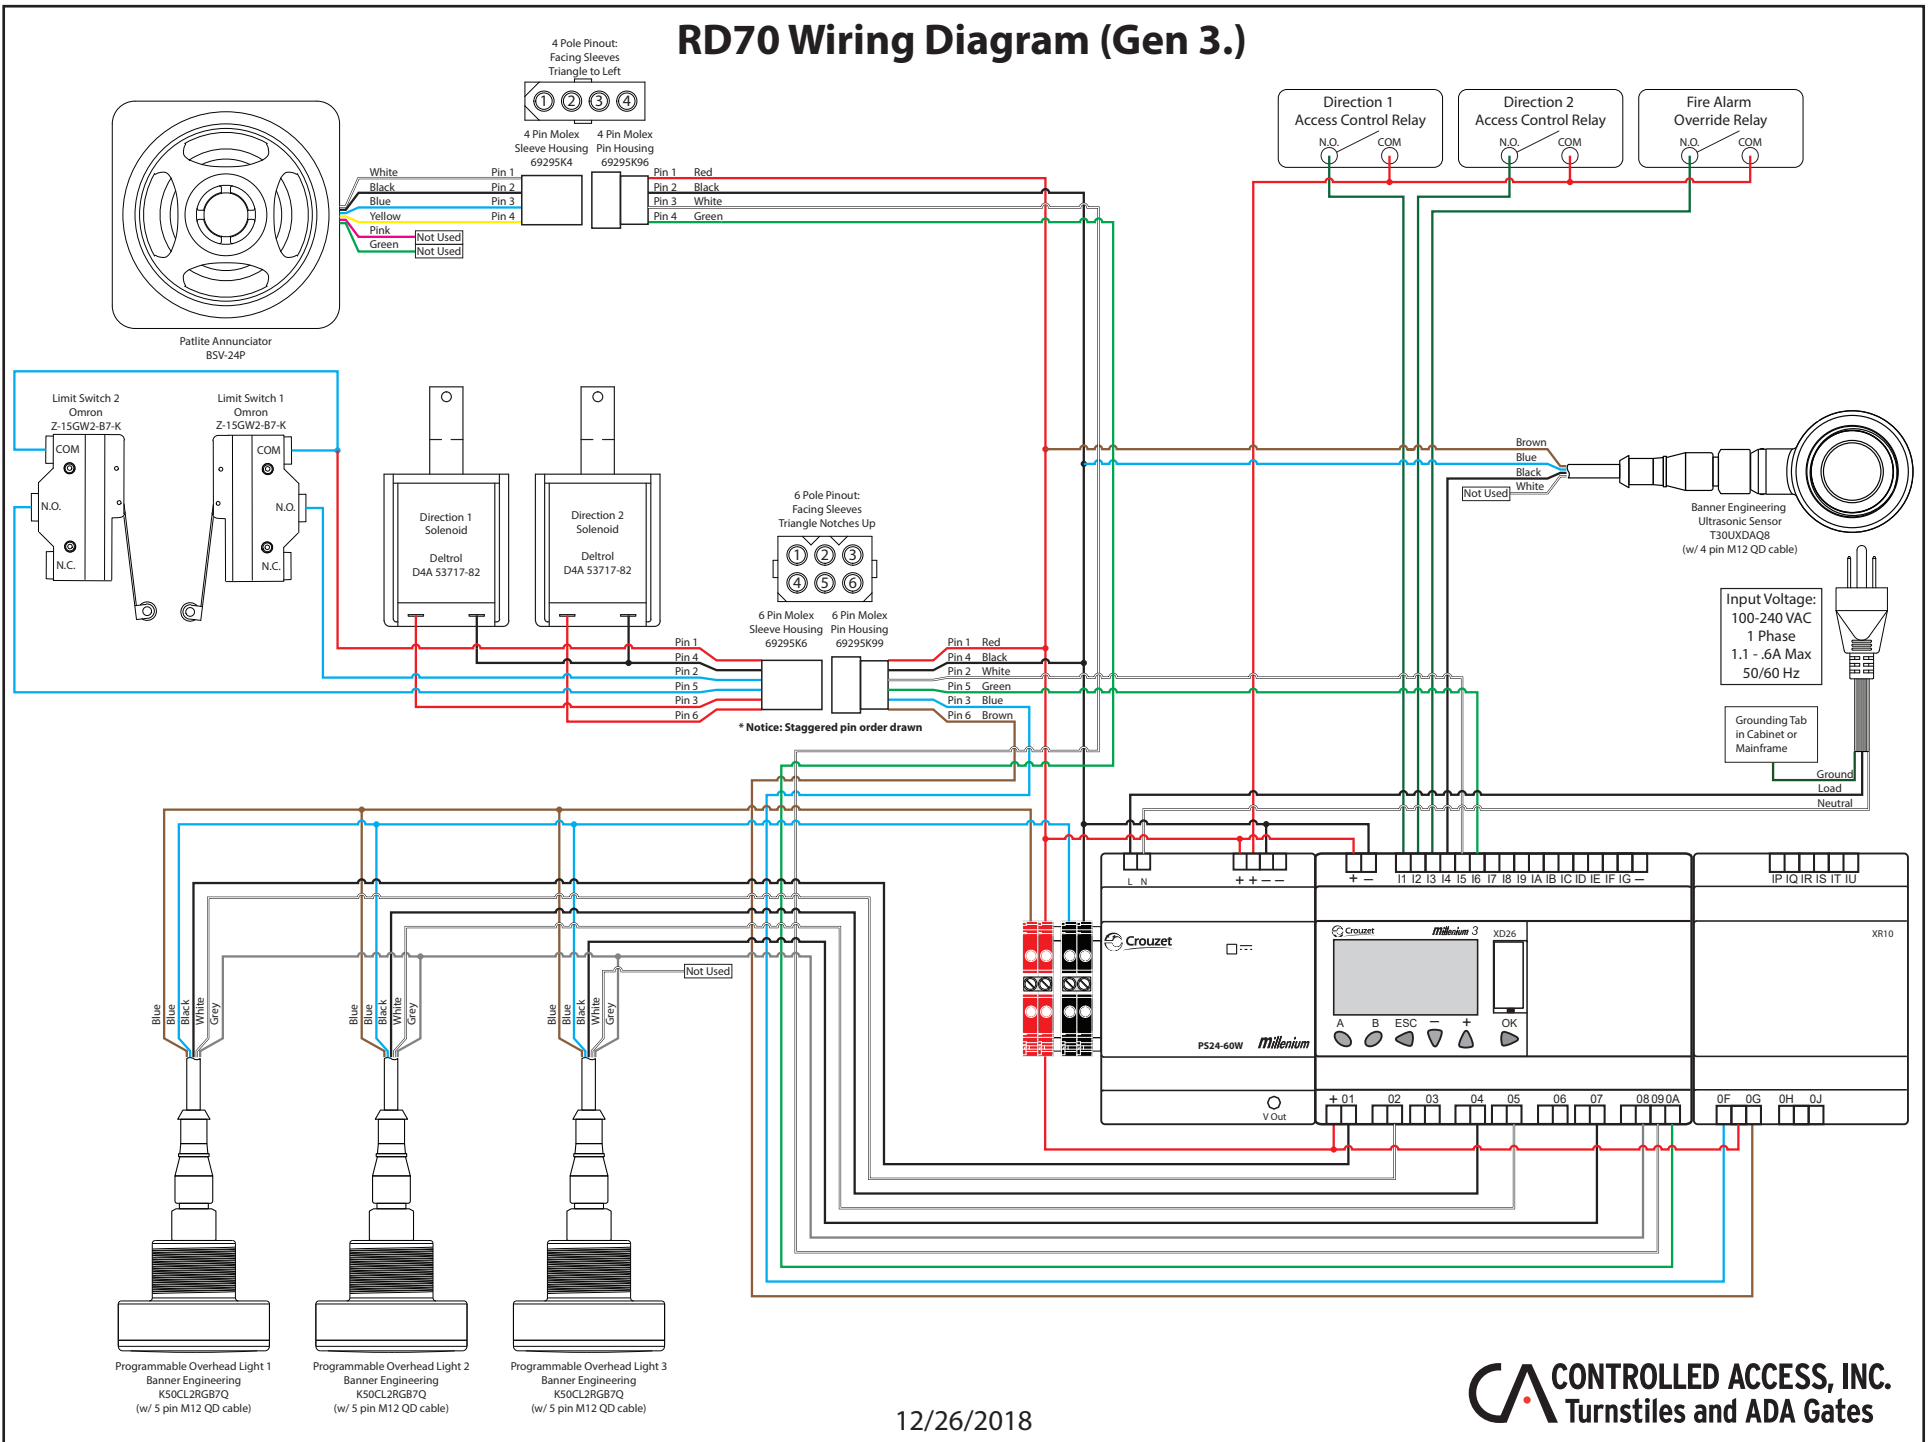 RD70 Wiring Diagram (Gen 3.)
4 Pole Pinout:
Facing Sleeves
Triangle to Left
1 2 3 4
4 Pin Molex
Sleeve Housing
69295K4
4 Pin Molex
Pin Housing
69295K96
White
Black
Blue
Yellow
Pink
Green
Pin 1
Pin 2
Pin 3
Pin 4
Not Used
Not Used
Pin 1 Red
Pin 2 Black
Pin 3 White
Pin 4 Green
Patlite Annunciator
BSV-24P
Direction 1
Access Control Relay
N.O. COM
Direction 2
Access Control Relay
N.O. COM
Fire Alarm
Override Relay
N.O. COM
Limit Switch 2
Omron
Z-15GW2-B7-K
COM
N.O.
N.C.
Limit Switch 1
Omron
Z-15GW2-B7-K
COM
N.O.
N.C.
Direction 1
Solenoid
Deltrol
D4A 53717-82
Direction 2
Solenoid
Deltrol
D4A 53717-82
6 Pole Pinout:
Facing Sleeves
Triangle Notches Up
1 2 3
4 5 6
6 Pin Molex
Sleeve Housing
69295K6
6 Pin Molex
Pin Housing
69295K99
Pin 1
Pin 4
Pin 2
Pin 5
Pin 3
Pin 6
Pin 1 Red
Pin 4 Black
Pin 2 White
Pin 5 Green
Pin 3 Blue
Pin 6 Brown
* Notice: Staggered pin order drawn
Brown
Blue
Black
White
Not Used
Banner Engineering
Ultrasonic Sensor
T30UXDAQ8
(w/ 4 pin M12 QD cable)
Input Voltage:
100-240 VAC
1 Phase
1.1 - .6A Max
50/60 Hz
Grounding Tab
in Cabinet or
Mainframe
Ground
Load
Neutral
L N
+ + − −
+ −
I1 I2 I3 I4 I5 I6 I7 I8 I9 IA IB IC ID IE IF IG −
IP IQ IR IS IT IU
Crouzet
PS24-60W Millenium
V Out
Crouzet
Millenium 3
XD26
A B ESC − + OK
XR10
+ 01 02 03 04 05 06 07 08 09 0A
0F 0G 0H 0J
Not Used
Blue
Blue
Black
White
Grey
Blue
Blue
Black
White
Grey
Blue
Blue
Black
White
Grey
Programmable Overhead Light 1
Banner Engineering
K50CL2RGB7Q
(w/ 5 pin M12 QD cable)
Programmable Overhead Light 2
Banner Engineering
K50CL2RGB7Q
(w/ 5 pin M12 QD cable)
Programmable Overhead Light 3
Banner Engineering
K50CL2RGB7Q
(w/ 5 pin M12 QD cable)
12/26/2018
CA
CONTROLLED ACCESS, INC.
Turnstiles and ADA Gates